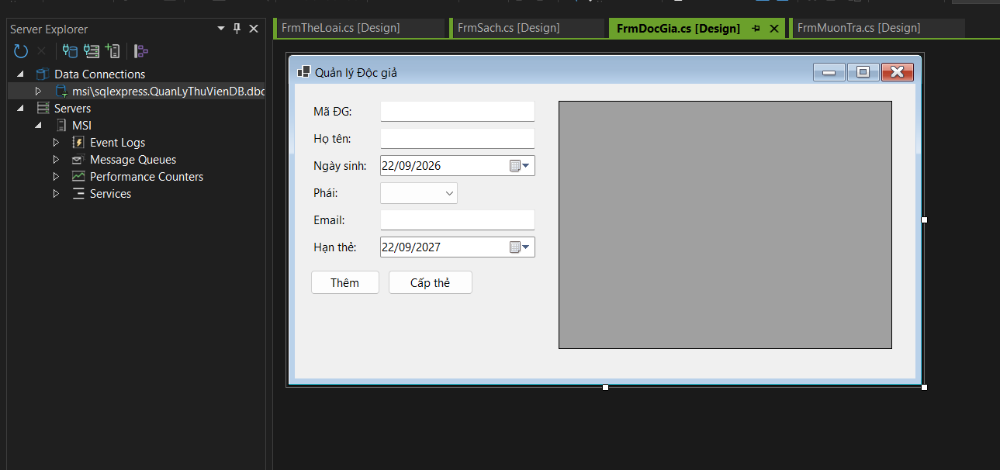 Server Explorer
Data Connections
msi\sqlexpress.QuanLyThuVienDB.dbo
Servers
MSI
Event Logs
Message Queues
Performance Counters
Services
FrmTheLoai.cs [Design]
FrmSach.cs [Design]
FrmDocGia.cs [Design]
FrmMuonTra.cs [Design]
Quản lý Độc giả
Mã ĐG:
Họ tên:
Ngày sinh: 22/09/2026
Phái:
Email:
Hạn thẻ: 22/09/2027
Thêm Cấp thẻ